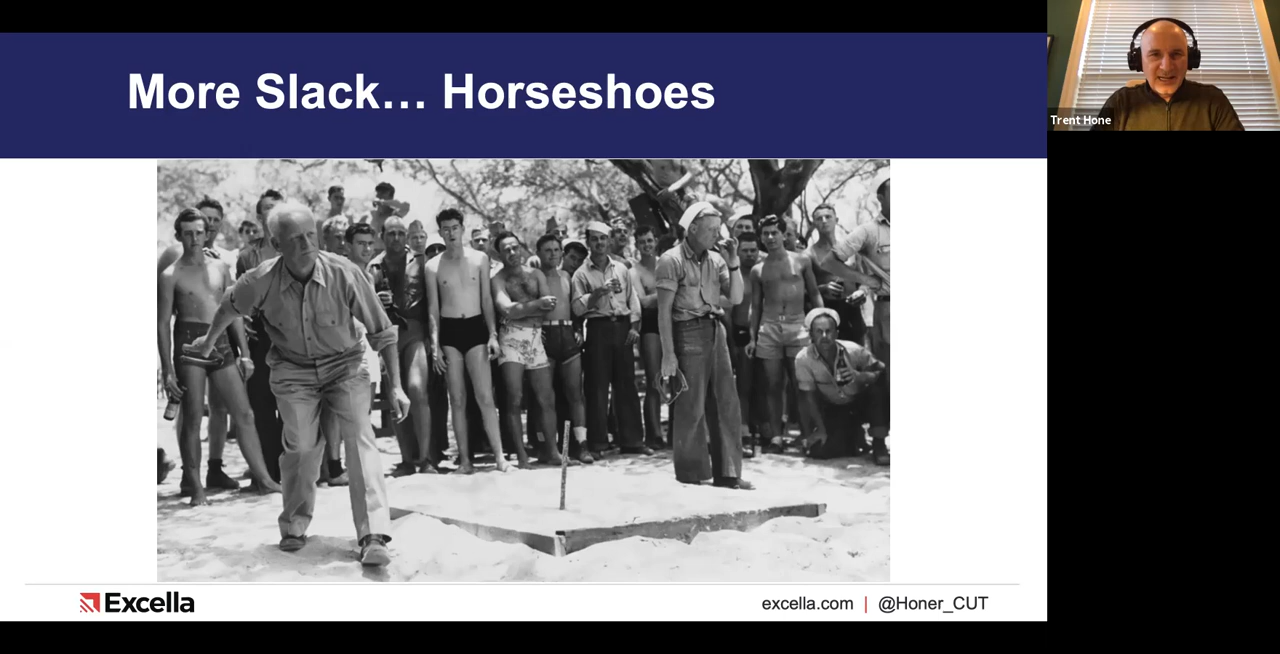 More Slack... Horseshoes
Trent Hone
Excella
excella.com | @Honer_CUT